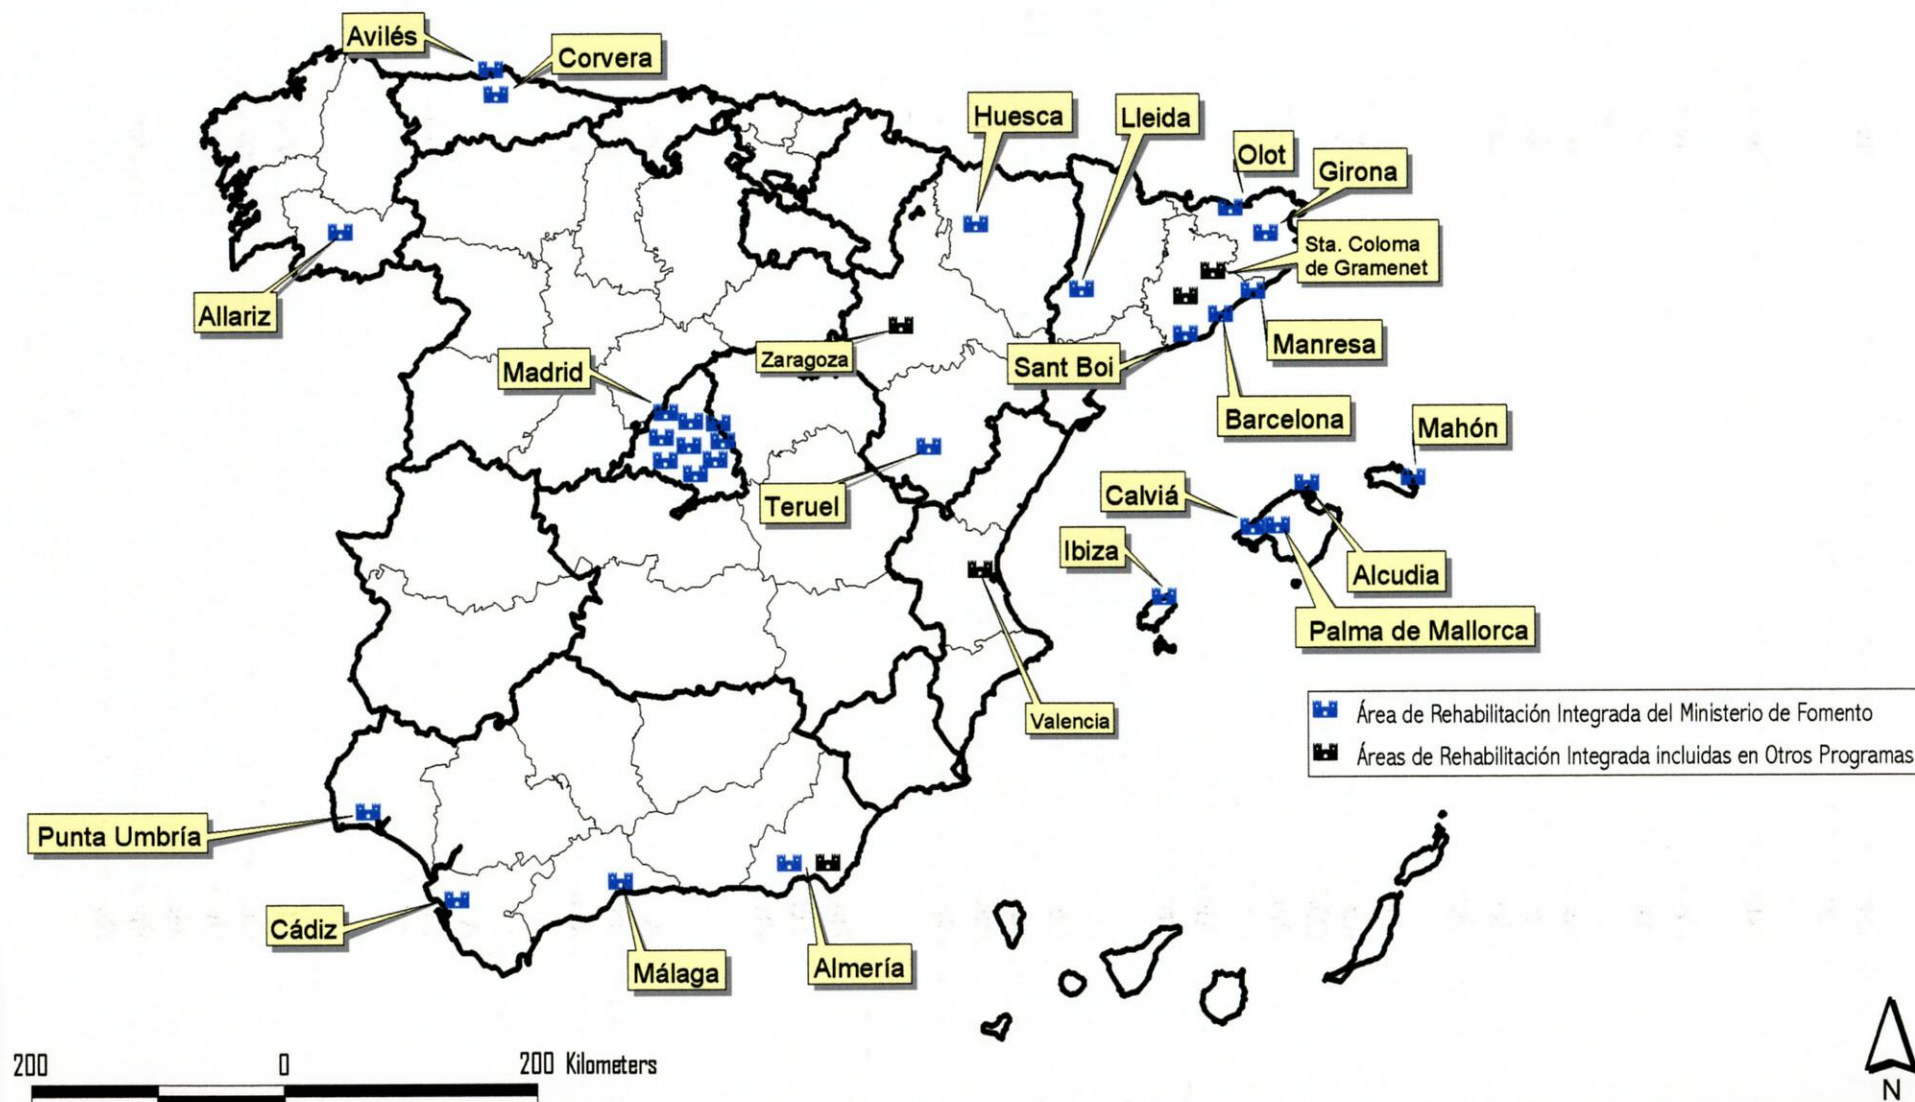 Avilés
Corvera
Huesca
Lleida
Olot
Girona
Sta. Coloma
de Gramenet
Allariz
Zaragoza
Madrid
Sant Boi
Manresa
Barcelona
Mahón
Teruel
Calviá
Ibiza
Alcudia
Palma de Mallorca
Valencia
Área de Rehabilitación Integrada del Ministerio de Fomento
Áreas de Rehabilitación Integrada incluidas en Otros Programas
Punta Umbría
Cádiz
Málaga
Almería
200 0 200 Kilometers
N